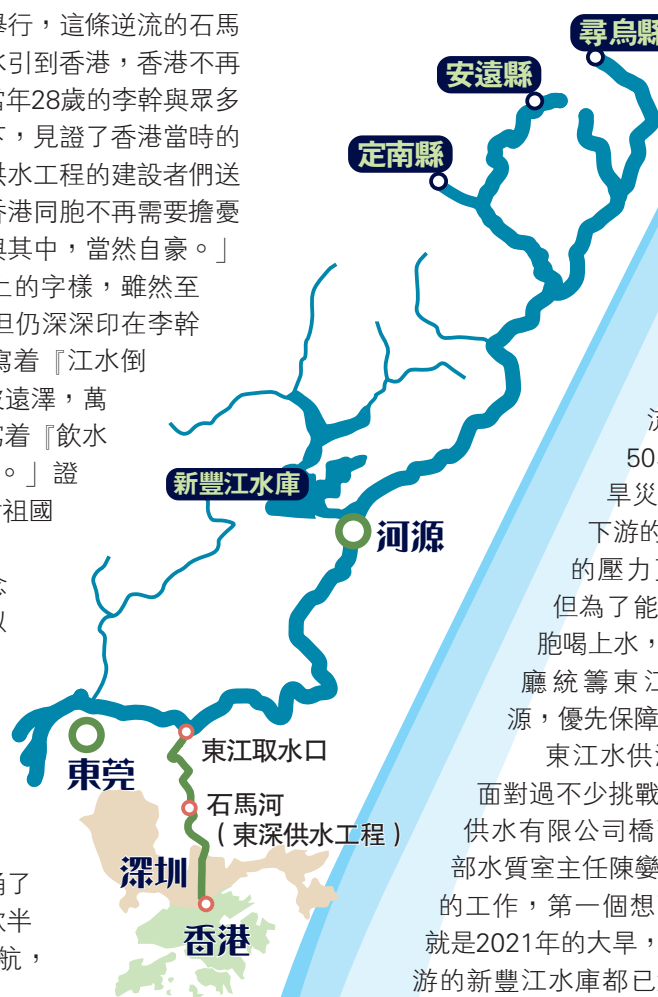 舉行，這條逆流的石馬
水引到香港，香港不再
當年28歲的李幹與眾多
下，見證了香港當時的
供水工程的建設者們送
香港同胞不再需要擔憂
與其中，當然自豪。」
上的字樣，雖然至
但仍深深印在李幹
寫着『江水倒
遠澤，萬
寫着『飲水
。」證
祖國
念
尋烏縣
安遠縣
定南縣
新豐江水庫
河源
東莞
東江取水口
石馬河
（東深供水工程）
深圳
香港
50
旱災
下游的
的壓力
但為了能
胞喝上水，
廳統籌東江
源，優先保障
東江水供
面對過不少挑戰
供水有限公司橋
部水質室主任陳變
的工作，第一個想
就是2021年的大旱，
游的新豐江水庫都已
了
半
航，